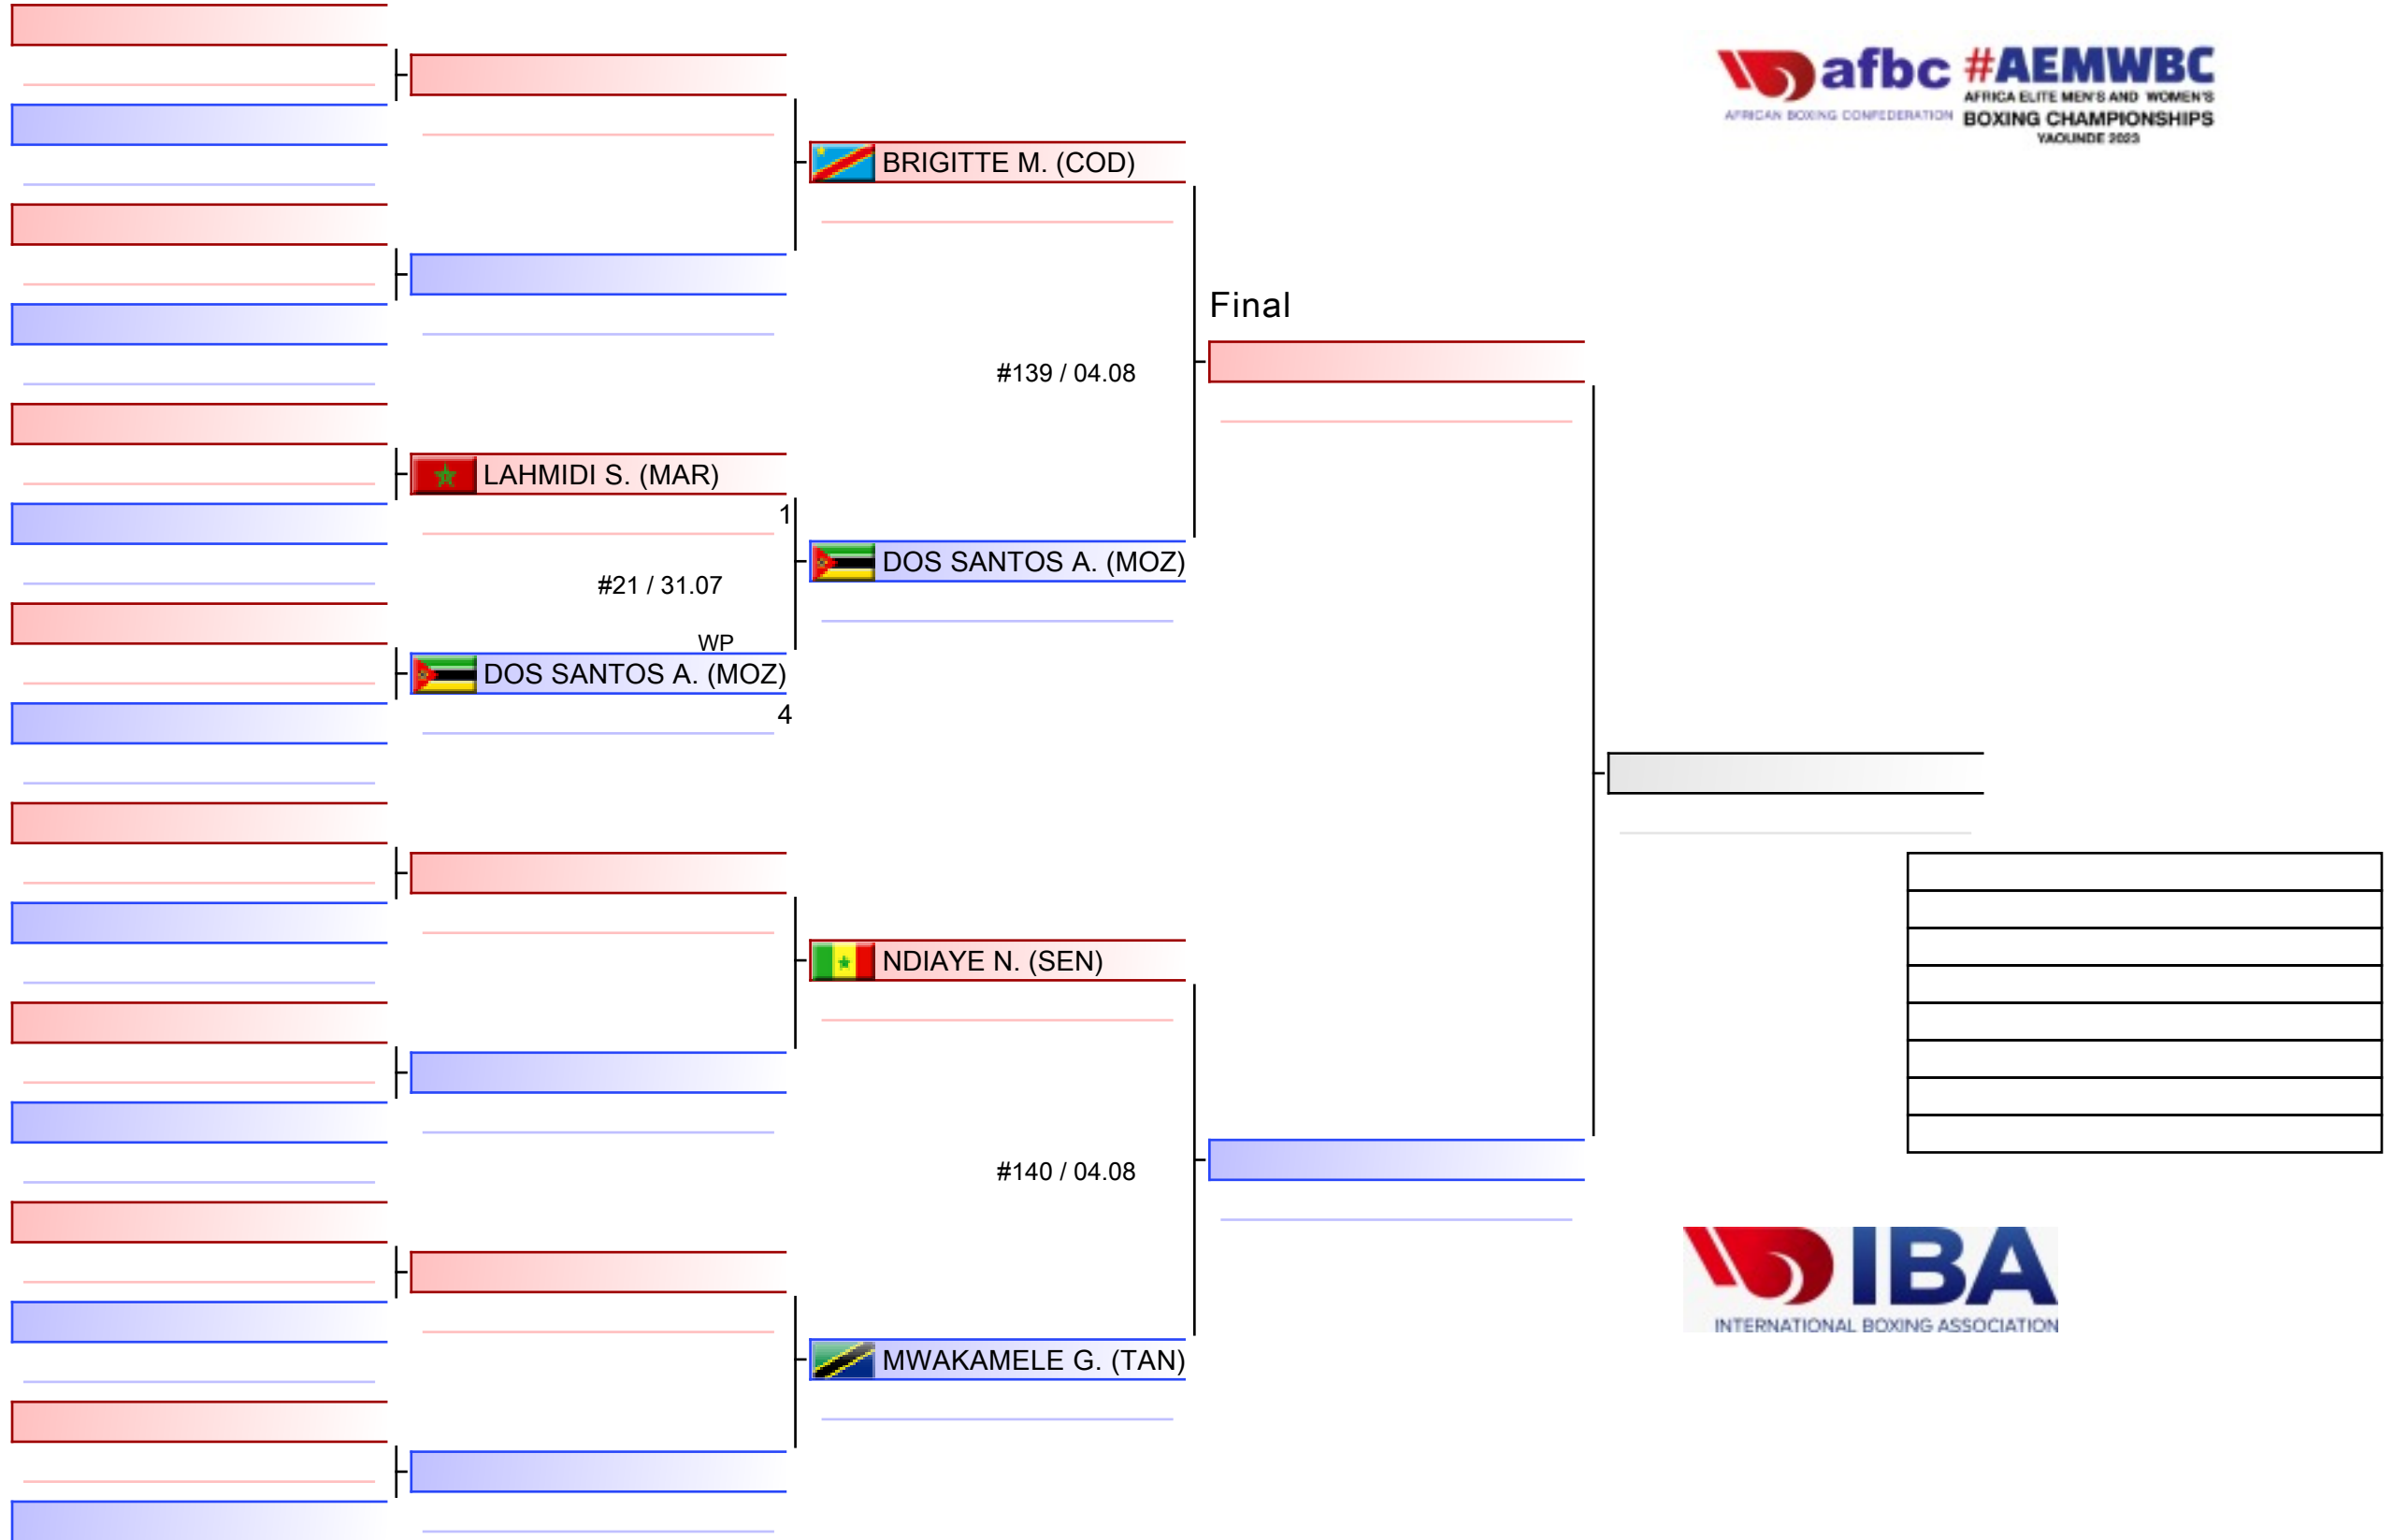 afbc #AEMWBC
AFRICA ELITE MEN'S AND WOMEN'S
AFRICAN BOXING CONFEDERATION BOXING CHAMPIONSHIPS
YAOUNDE 2023
BRIGITTE M. (COD)
Final
#139 / 04.08
LAHMIDI S. (MAR)
1
DOS SANTOS A. (MOZ)
#21 / 31.07
WP
DOS SANTOS A. (MOZ)
4
NDIAYE N. (SEN)
#140 / 04.08
IBA
INTERNATIONAL BOXING ASSOCIATION
MWAKAMELE G. (TAN)